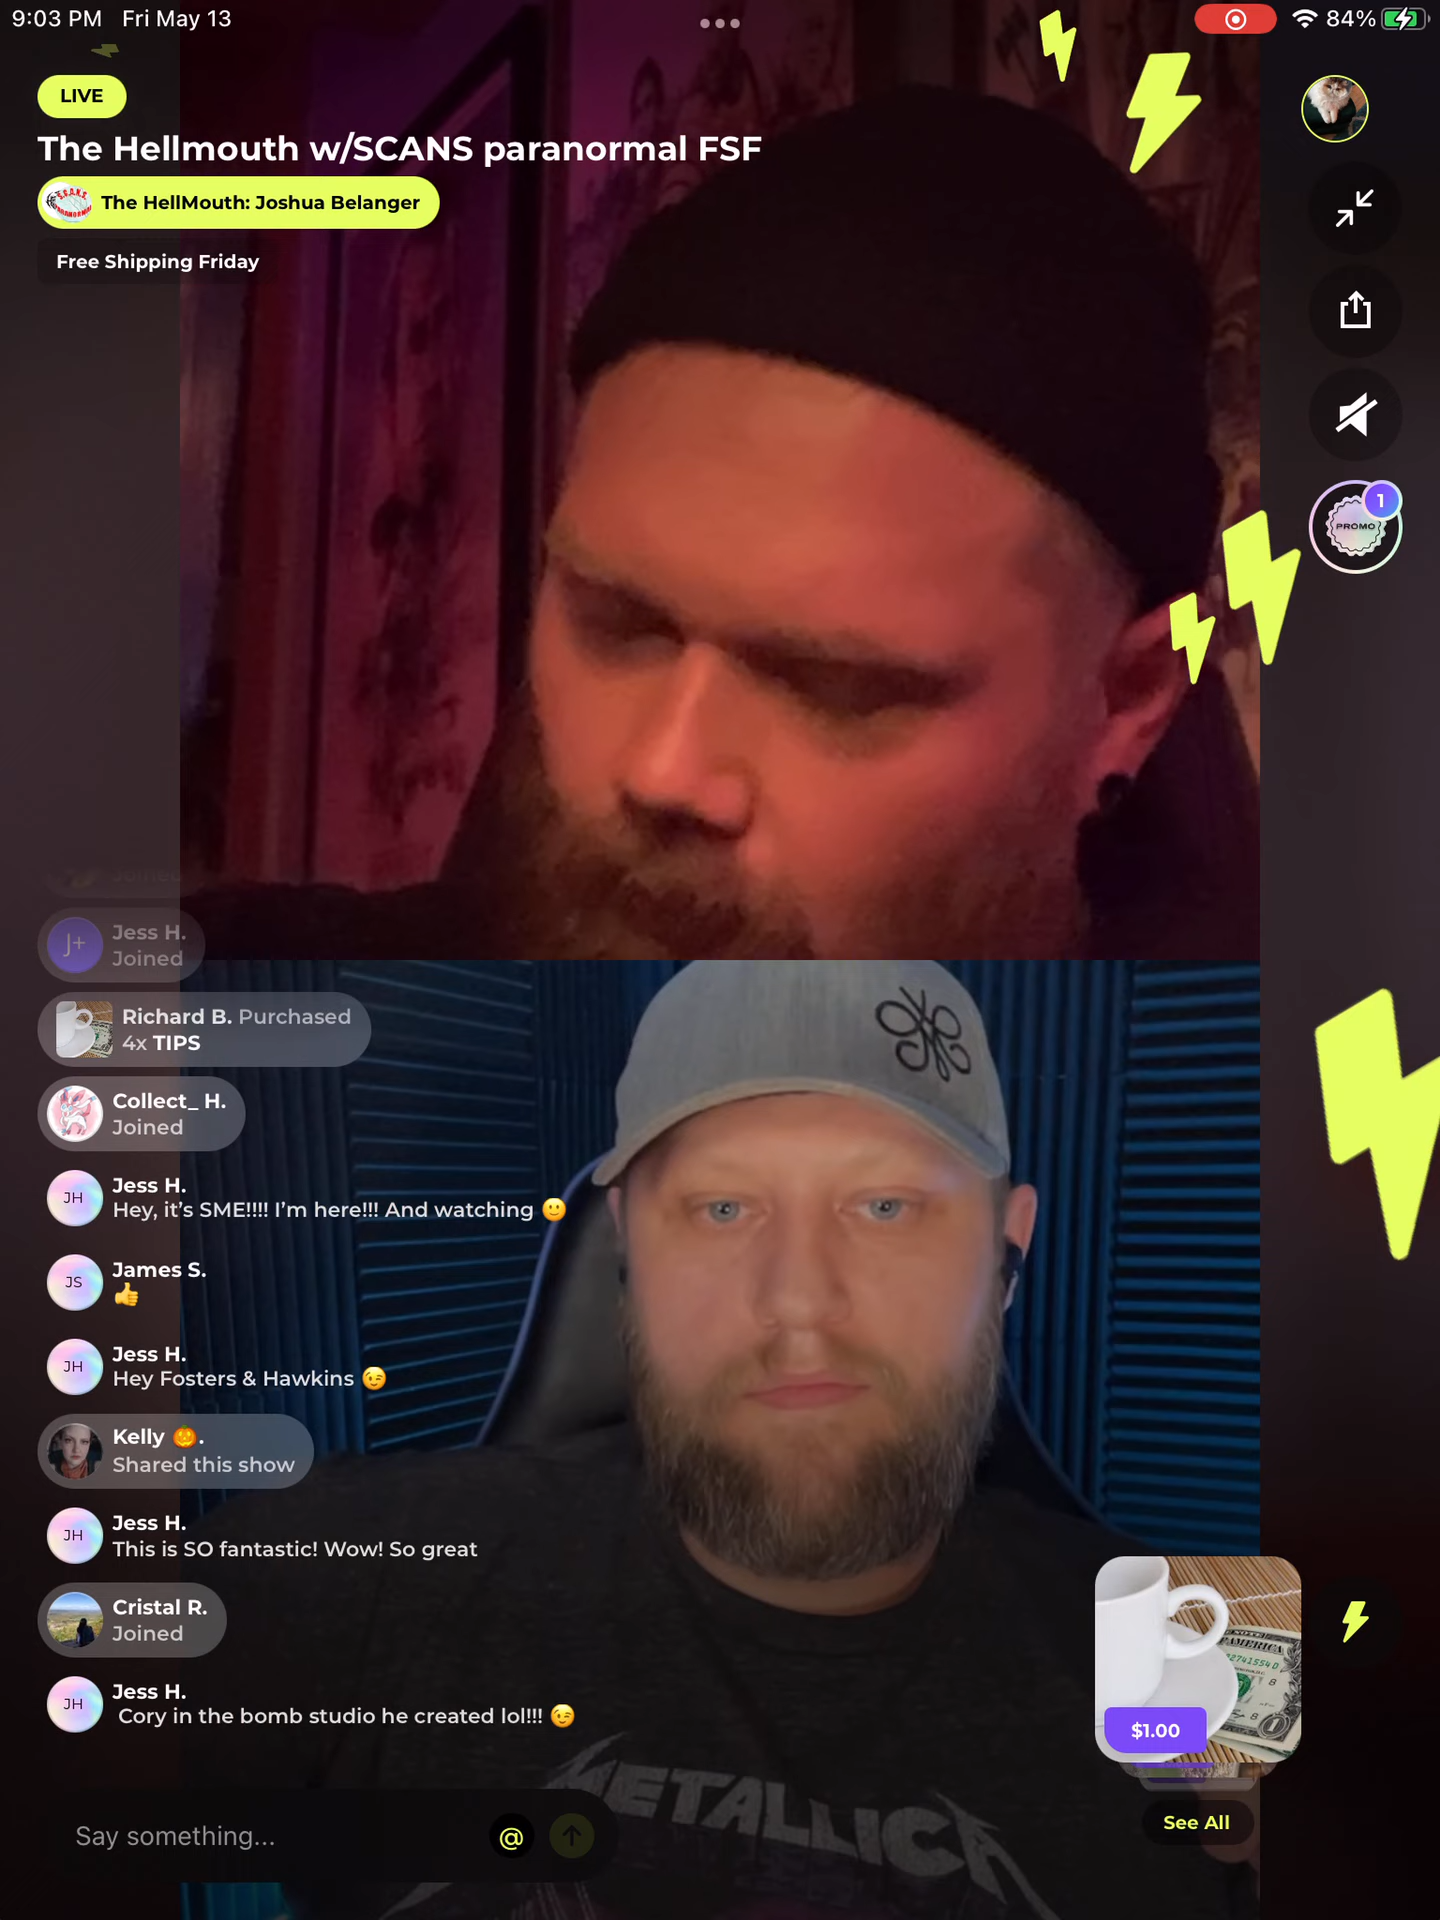 9:03 PM Fri May 13
84%
LIVE
The Hellmouth w/SCANS paranormal FSF
The HellMouth: Joshua Belanger
Free Shipping Friday
1
PROMO
Joined
J+
Jess H.
Joined
Richard B. Purchased
4x TIPS
Collect_ H.
Joined
JH
Jess H.
Hey, it’s SME!!!! I’m here!!! And watching 🙂
JS
James S.
👍
JH
Jess H.
Hey Fosters & Hawkins 😉
Kelly 🎃.
Shared this show
JH
Jess H.
This is SO fantastic! Wow! So great
Cristal R.
Joined
JH
Jess H.
Cory in the bomb studio he created lol!!! 😉
$1.00
METALLICA
Say something...
@
See All